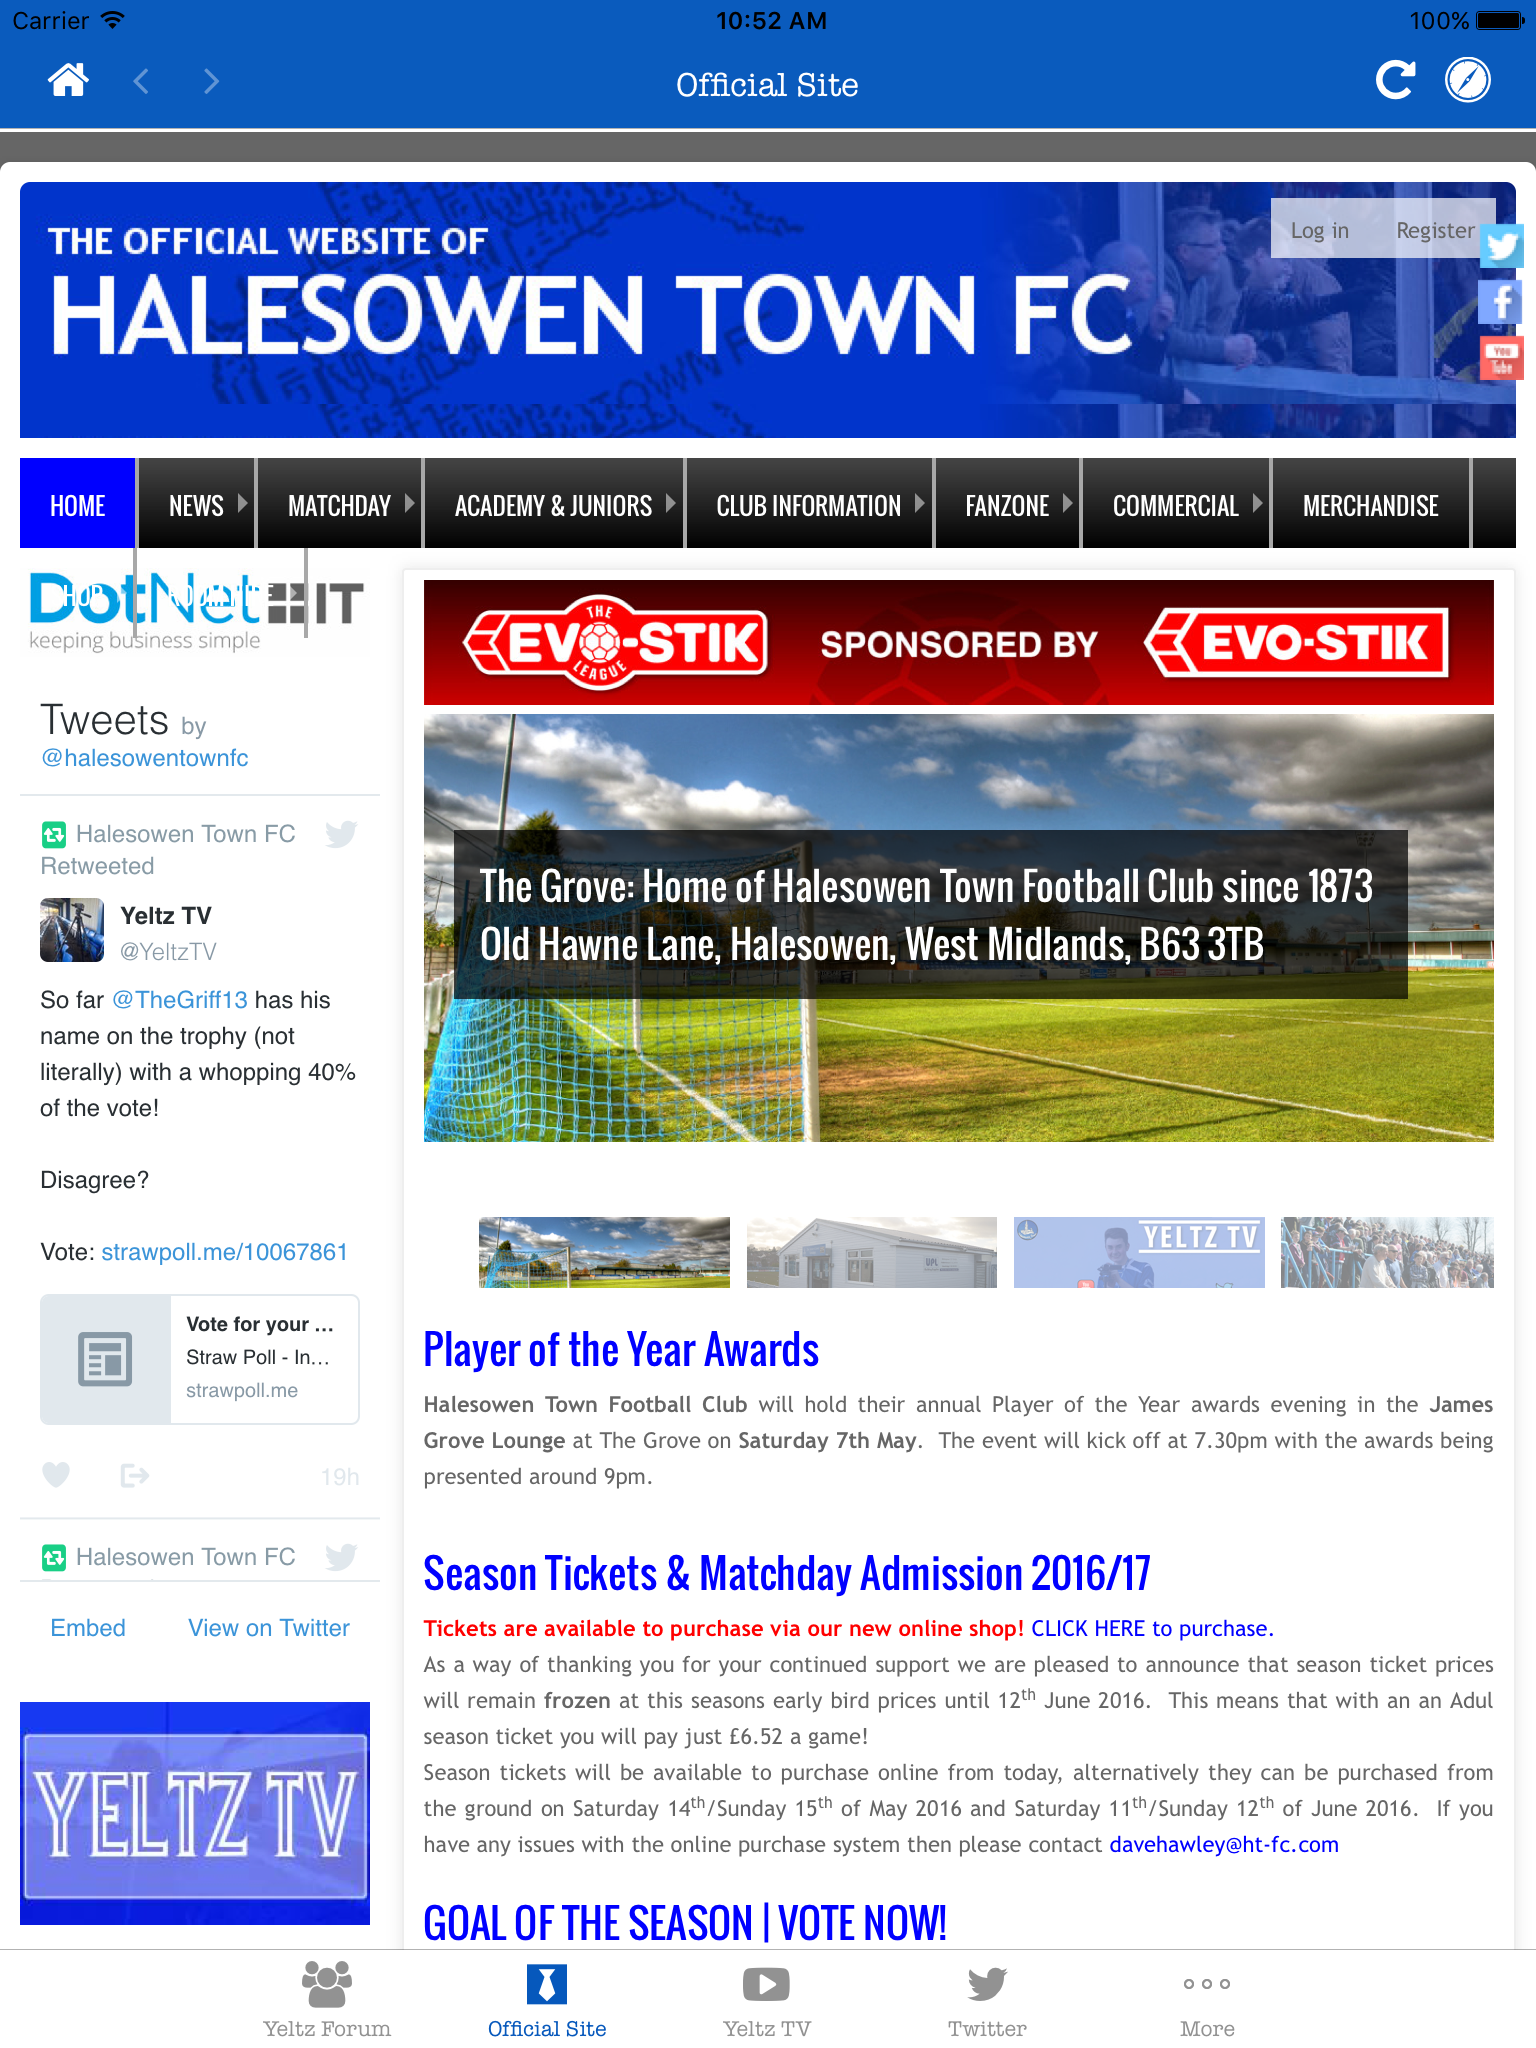 Carrier
10:52 AM
100%
Official Site
THE OFFICIAL WEBSITE OF
HALESOWEN TOWN FC
Log in
Register
You
Tube
HOME
NEWS
MATCHDAY
ACADEMY & JUNIORS
CLUB INFORMATION
FANZONE
COMMERCIAL
MERCHANDISE
DotNet IT
keeping business simple
Tweets by
@halesowentownfc
Halesowen Town FC
Retweeted
Yeltz TV
@YeltzTV
So far @TheGriff13 has his
name on the trophy (not
literally) with a whopping 40%
of the vote!
Disagree?
Vote: strawpoll.me/10067861
Vote for your ...
Straw Poll - In...
strawpoll.me
19h
Halesowen Town FC
Embed
View on Twitter
YELTZ TV
THE
EVO-STIK
LEAGUE
SPONSORED BY
EVO-STIK
The Grove: Home of Halesowen Town Football Club since 1873
Old Hawne Lane, Halesowen, West Midlands, B63 3TB
UPL
YELTZ TV
Player of the Year Awards
Halesowen Town Football Club will hold their annual Player of the Year awards evening in the James
Grove Lounge at The Grove on Saturday 7th May. The event will kick off at 7.30pm with the awards being
presented around 9pm.
Season Tickets & Matchday Admission 2016/17
Tickets are available to purchase via our new online shop! CLICK HERE to purchase.
As a way of thanking you for your continued support we are pleased to announce that season ticket prices
will remain frozen at this seasons early bird prices until 12th June 2016. This means that with an an Adul
season ticket you will pay just £6.52 a game!
Season tickets will be available to purchase online from today, alternatively they can be purchased from
the ground on Saturday 14th/Sunday 15th of May 2016 and Saturday 11th/Sunday 12th of June 2016. If you
have any issues with the online purchase system then please contact davehawley@ht-fc.com
GOAL OF THE SEASON | VOTE NOW!
Yeltz Forum
Official Site
Yeltz TV
Twitter
More